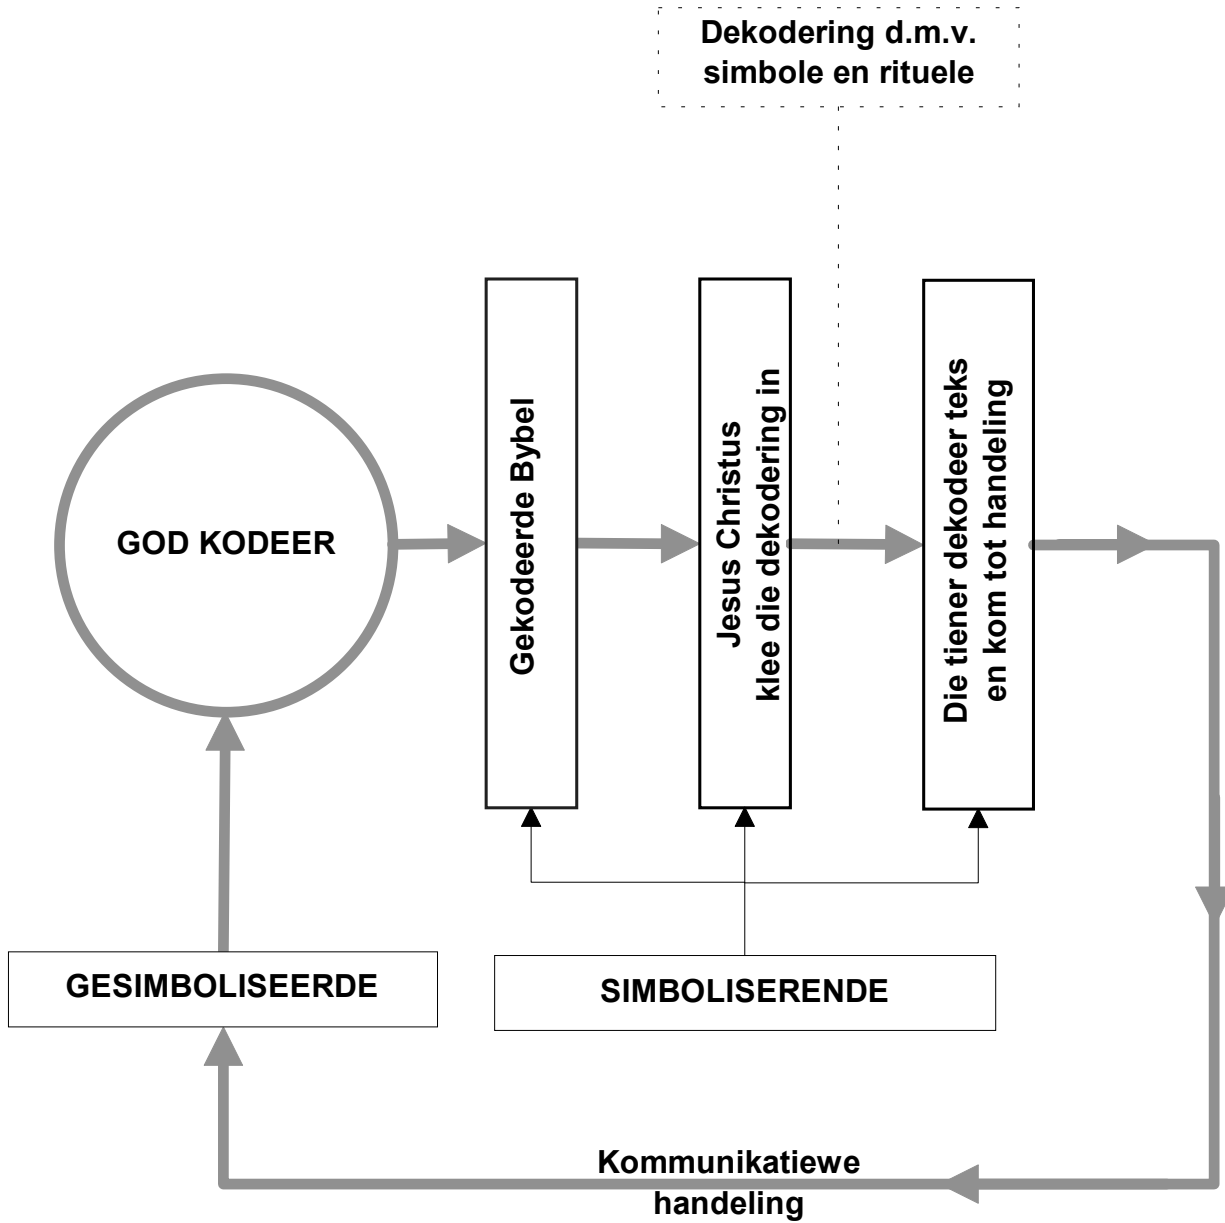 Dekodering d.m.v.
simbole en rituele
GOD KODEER
Gekodeerde Bybel
Jesus Christus
klee die dekodering in
Die tiener dekodeer teks
en kom tot handeling
GESIMBOLISEERDE
SIMBOLISERENDE
Kommunikatiewe
handeling